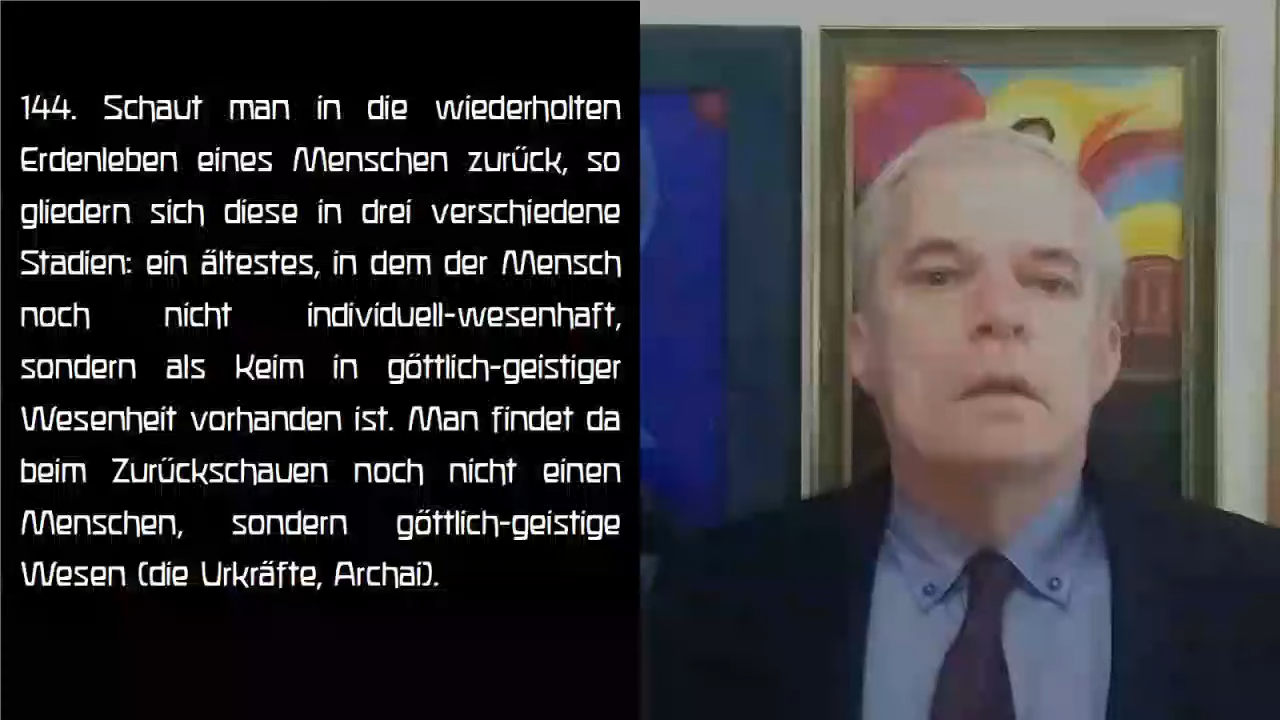 144. Schaut man in die wiederholten
Erdenleben eines Menschen zurück, so
gliedern sich diese in drei verschiedene
Stadien: ein ältestes, in dem der Mensch
noch nicht individuell-wesenhaft,
sondern als Keim in göttlich-geistiger
Wesenheit vorhanden ist. Man findet da
beim Zurückschauen noch nicht einen
Menschen, sondern göttlich-geistige
Wesen (die Urkräfte, Archai).